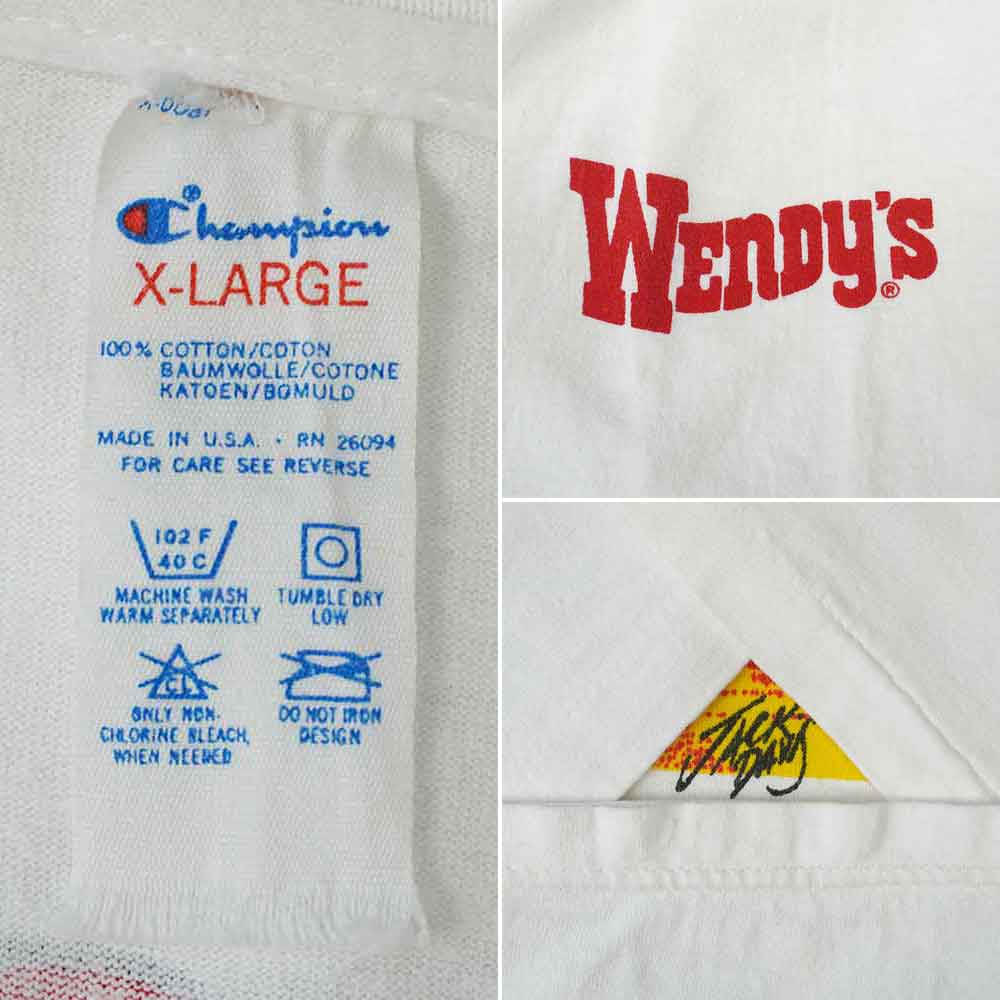 Champion®
X-LARGE
100% COTTON/COTON
BAUMWOLLE/COTONE
KATOEN/BOMULD
MADE IN U.S.A. · RN 26094
FOR CARE SEE REVERSE
102 F
40 C
MACHINE WASH
WARM SEPARATELY
TUMBLE DRY
LOW
CL
ONLY NON-
CHLORINE BLEACH,
WHEN NEEDED
DO NOT IRON
DESIGN
WENDY'S®
JACK
DAVIS